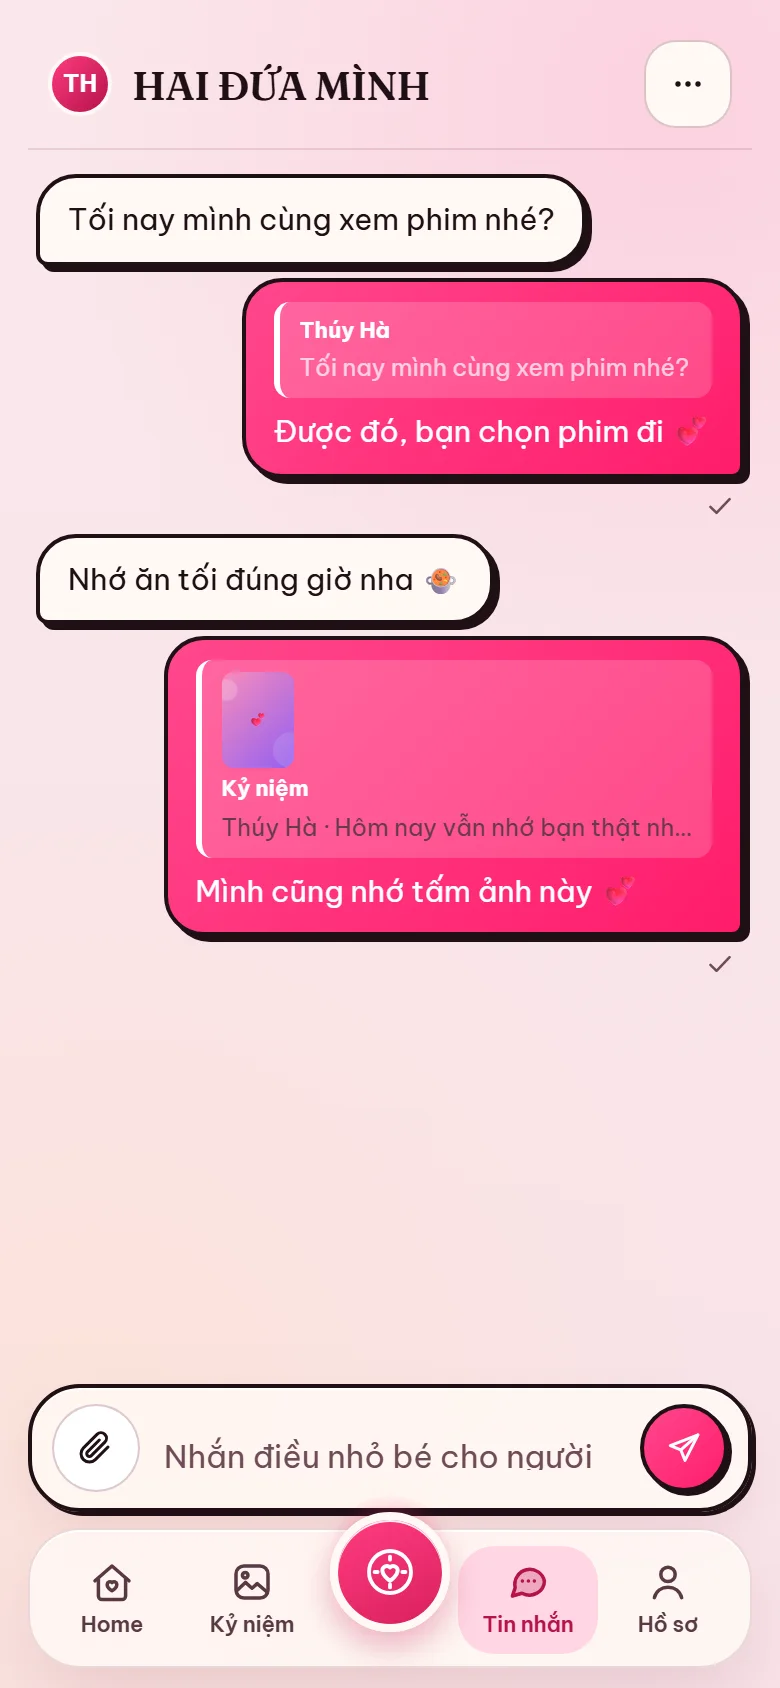 TH
HAI ĐỨA MÌNH
Tối nay mình cùng xem phim nhé?
Thúy Hà
Tối nay mình cùng xem phim nhé?
Được đó, bạn chọn phim đi 💕
Nhớ ăn tối đúng giờ nha 🍲
💕
Kỷ niệm
Thúy Hà · Hôm nay vẫn nhớ bạn thật nh...
Mình cũng nhớ tấm ảnh này 💕
Nhắn điều nhỏ bé cho người
Home
Kỷ niệm
Tin nhắn
Hồ sơ